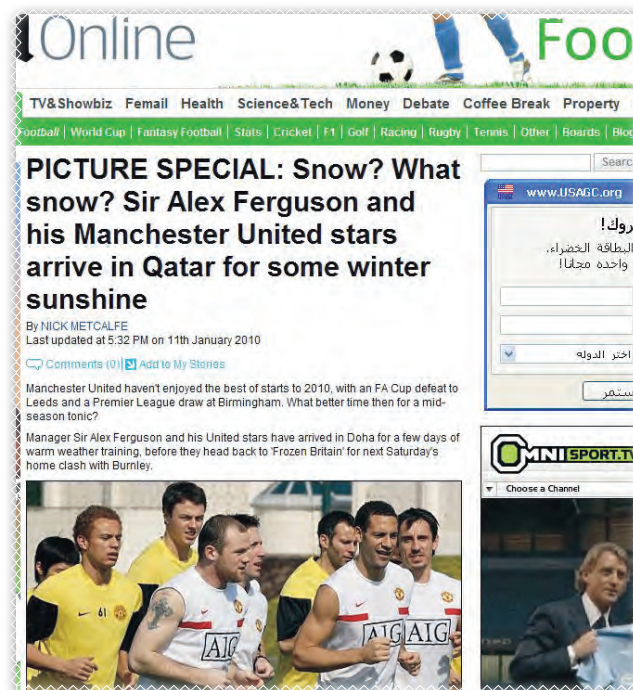 Online
Foo
TV&Showbiz Femail Health Science&Tech Money Debate Coffee Break Property
Football | World Cup | Fantasy Football | Stats | Cricket | F1 | Golf | Racing | Rugby | Tennis | Other | Boards | Blog
PICTURE SPECIAL: Snow? What
snow? Sir Alex Ferguson and
his Manchester United stars
arrive in Qatar for some winter
sunshine
By NICK METCALFE
Last updated at 5:32 PM on 11th January 2010
Comments (0) Add to My Stories
Manchester United haven't enjoyed the best of starts to 2010, with an FA Cup defeat to
Leeds and a Premier League draw at Birmingham. What better time then for a mid-
season tonic?
Manager Sir Alex Ferguson and his United stars have arrived in Doha for a few days of
warm weather training, before they head back to 'Frozen Britain' for next Saturday's
home clash with Burnley.
61
AIG
AIG
AIG
Searc
www.USAGC.org
روك!
البطاقة الخضراء.
واحده مجانا!
اختر الدوله
ستمر
OMNISPORT.TV
Choose a Channel